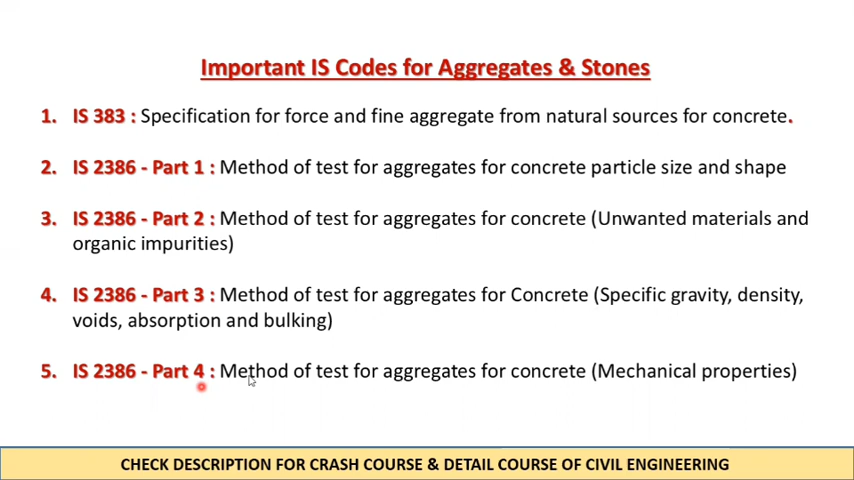 Important IS Codes for Aggregates & Stones
1. IS 383 : Specification for force and fine aggregate from natural sources for concrete.
2. IS 2386 - Part 1 : Method of test for aggregates for concrete particle size and shape
3. IS 2386 - Part 2 : Method of test for aggregates for concrete (Unwanted materials and
organic impurities)
4. IS 2386 - Part 3 : Method of test for aggregates for Concrete (Specific gravity, density,
voids, absorption and bulking)
5. IS 2386 - Part 4 : Method of test for aggregates for concrete (Mechanical properties)
CHECK DESCRIPTION FOR CRASH COURSE & DETAIL COURSE OF CIVIL ENGINEERING